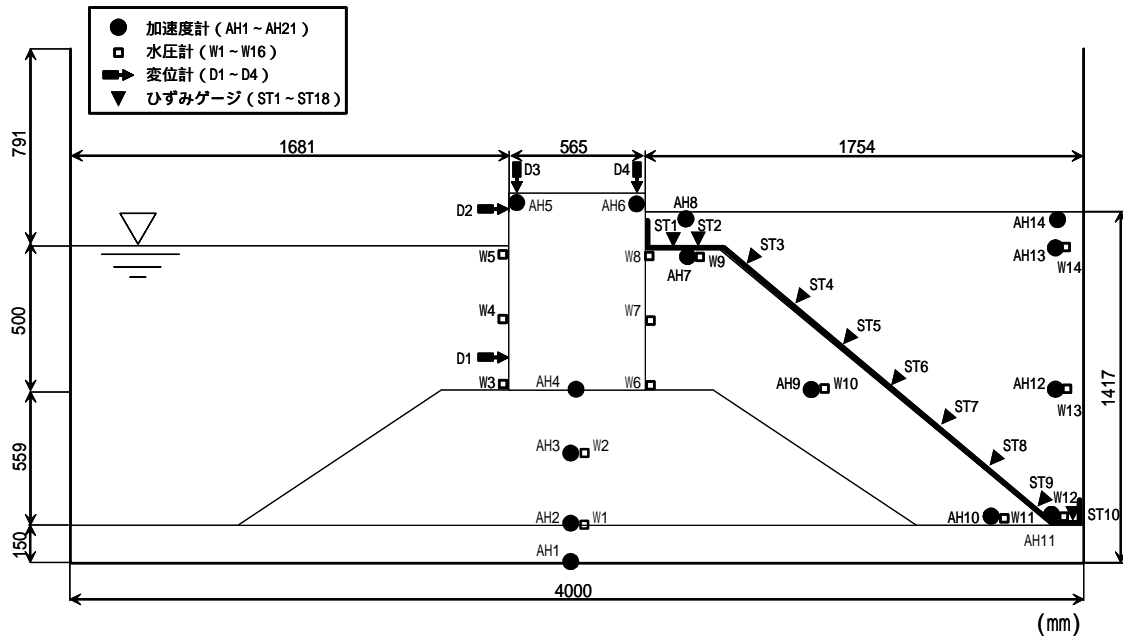 加速度計(AH1~AH21)
水圧計(W1~W16)
変位計(D1~D4)
ひずみゲージ(ST1~ST18)
791
1681
565
1754
D3
D4
D2
AH5
AH6
AH8
ST1
ST2
AH14
ST3
AH13
W5
W8
W9
AH7
W14
ST4
500
W4
W7
ST5
D1
ST6
W3
AH4
W6
AH9
W10
AH12
1417
W13
ST7
559
AH3
W2
ST8
ST9
W12
AH2
W1
AH10
W11
ST10
150
AH11
AH1
4000
(mm)